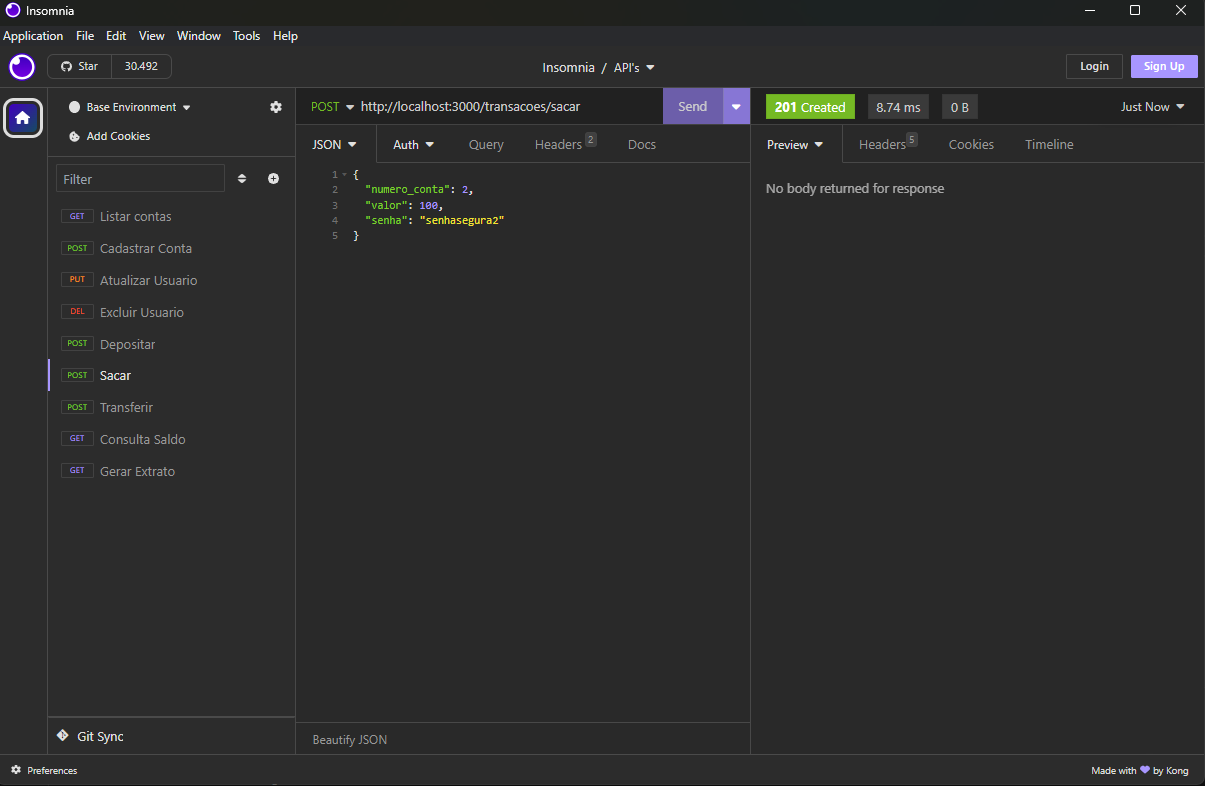 Insomnia
Application File Edit View Window Tools Help
Star 30.492
Insomnia / API's
Login Sign Up
Base Environment
Add Cookies
Filter
GET Listar contas
POST Cadastrar Conta
PUT Atualizar Usuario
DEL Excluir Usuario
POST Depositar
POST Sacar
POST Transferir
GET Consulta Saldo
GET Gerar Extrato
Git Sync
POST http://localhost:3000/transacoes/sacar Send
JSON Auth Query Headers 2 Docs
1 {
2 "numero_conta": 2,
3 "valor": 100,
4 "senha": "senhasegura2"
5 }
Beautify JSON
201 Created 8.74 ms 0 B Just Now
Preview Headers 5 Cookies Timeline
No body returned for response
Preferences
Made with by Kong